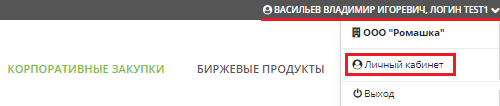 ВАСИЛЬЕВ ВЛАДИМИР ИГОРЕВИЧ, ЛОГИН TEST1
ООО "Ромашка"
КОРПОРАТИВНЫЕ ЗАКУПКИ БИРЖЕВЫЕ ПРОДУКТЫ
Личный кабинет
Выход